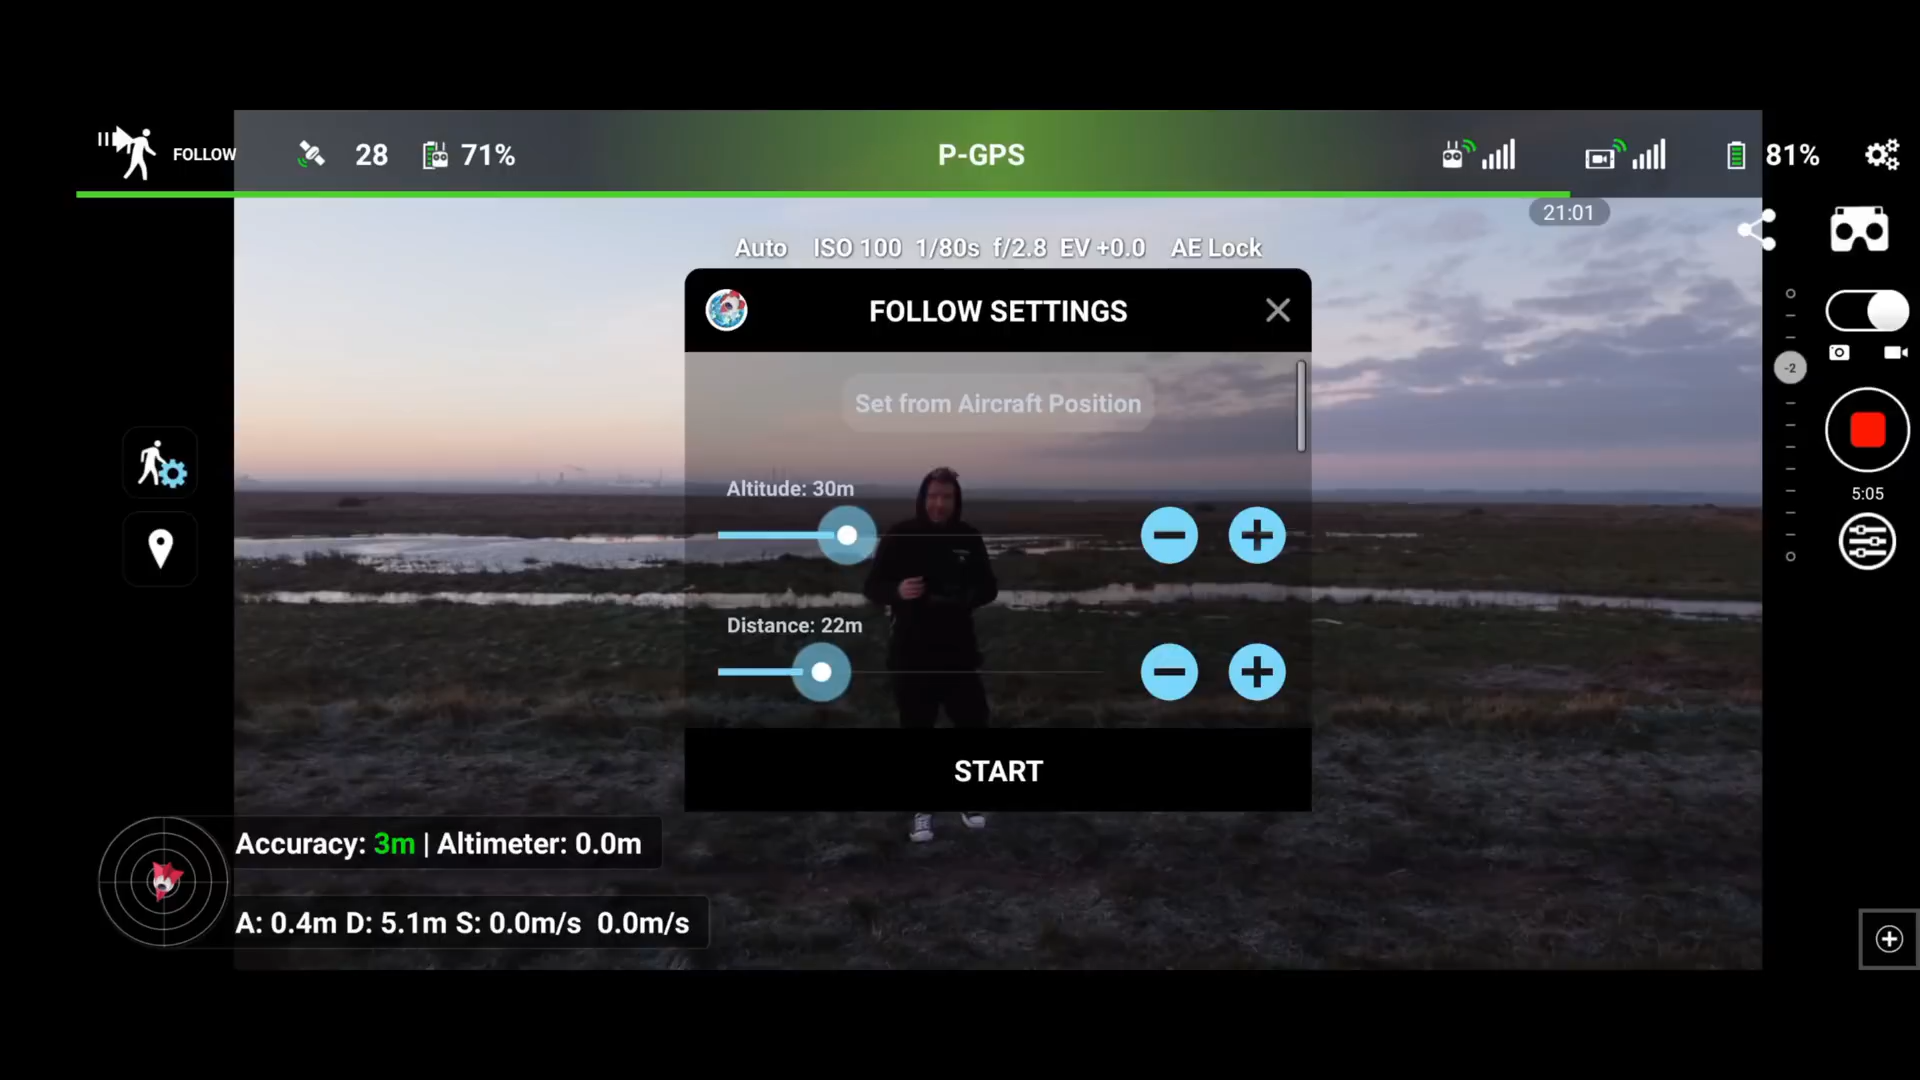 FOLLOW 28 71% P-GPS 81%
21:01
Auto ISO 100 1/80s f/2.8 EV +0.0 AE Lock
FOLLOW SETTINGS
Set from Aircraft Position
-2
Altitude: 30m
5:05
Distance: 22m
START
Accuracy: 3m | Altimeter: 0.0m
A: 0.4m D: 5.1m S: 0.0m/s 0.0m/s